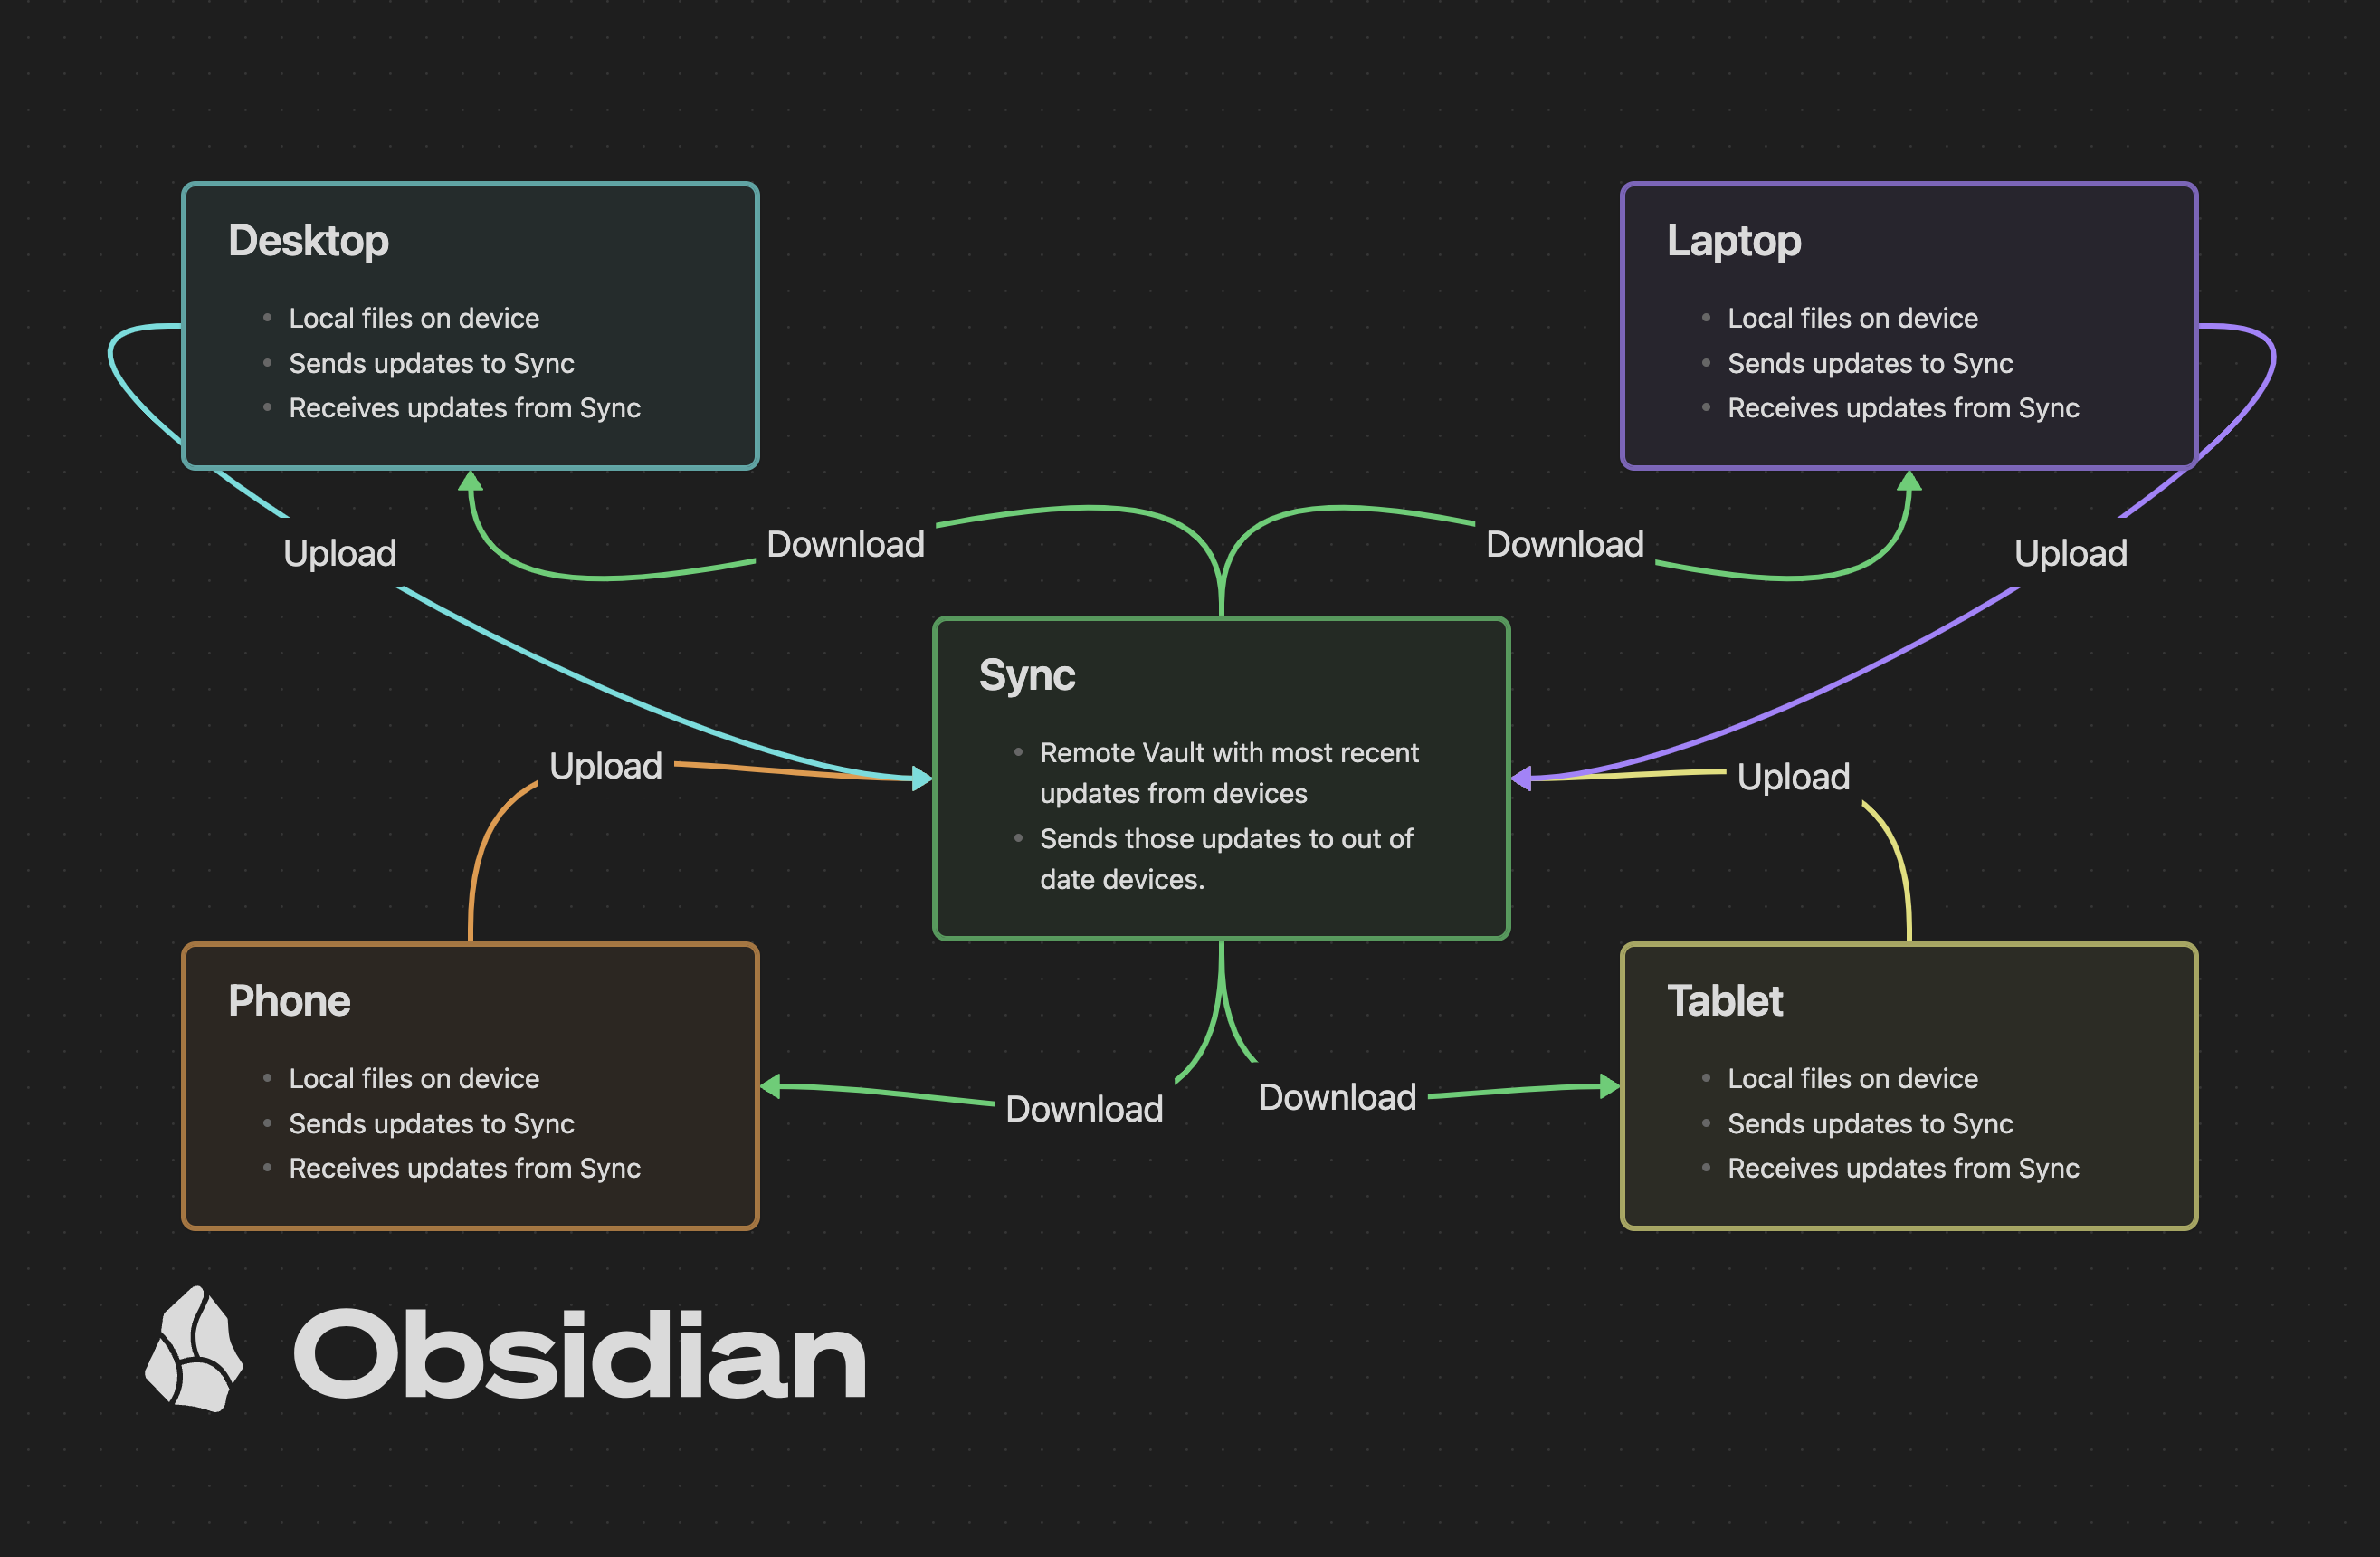 Desktop
Local files on device
Sends updates to Sync
Receives updates from Sync
Laptop
Local files on device
Sends updates to Sync
Receives updates from Sync
Upload
Download
Download
Upload
Sync
Remote Vault with most recent
updates from devices
Sends those updates to out of
date devices.
Upload
Upload
Phone
Local files on device
Sends updates to Sync
Receives updates from Sync
Download
Download
Tablet
Local files on device
Sends updates to Sync
Receives updates from Sync
Obsidian